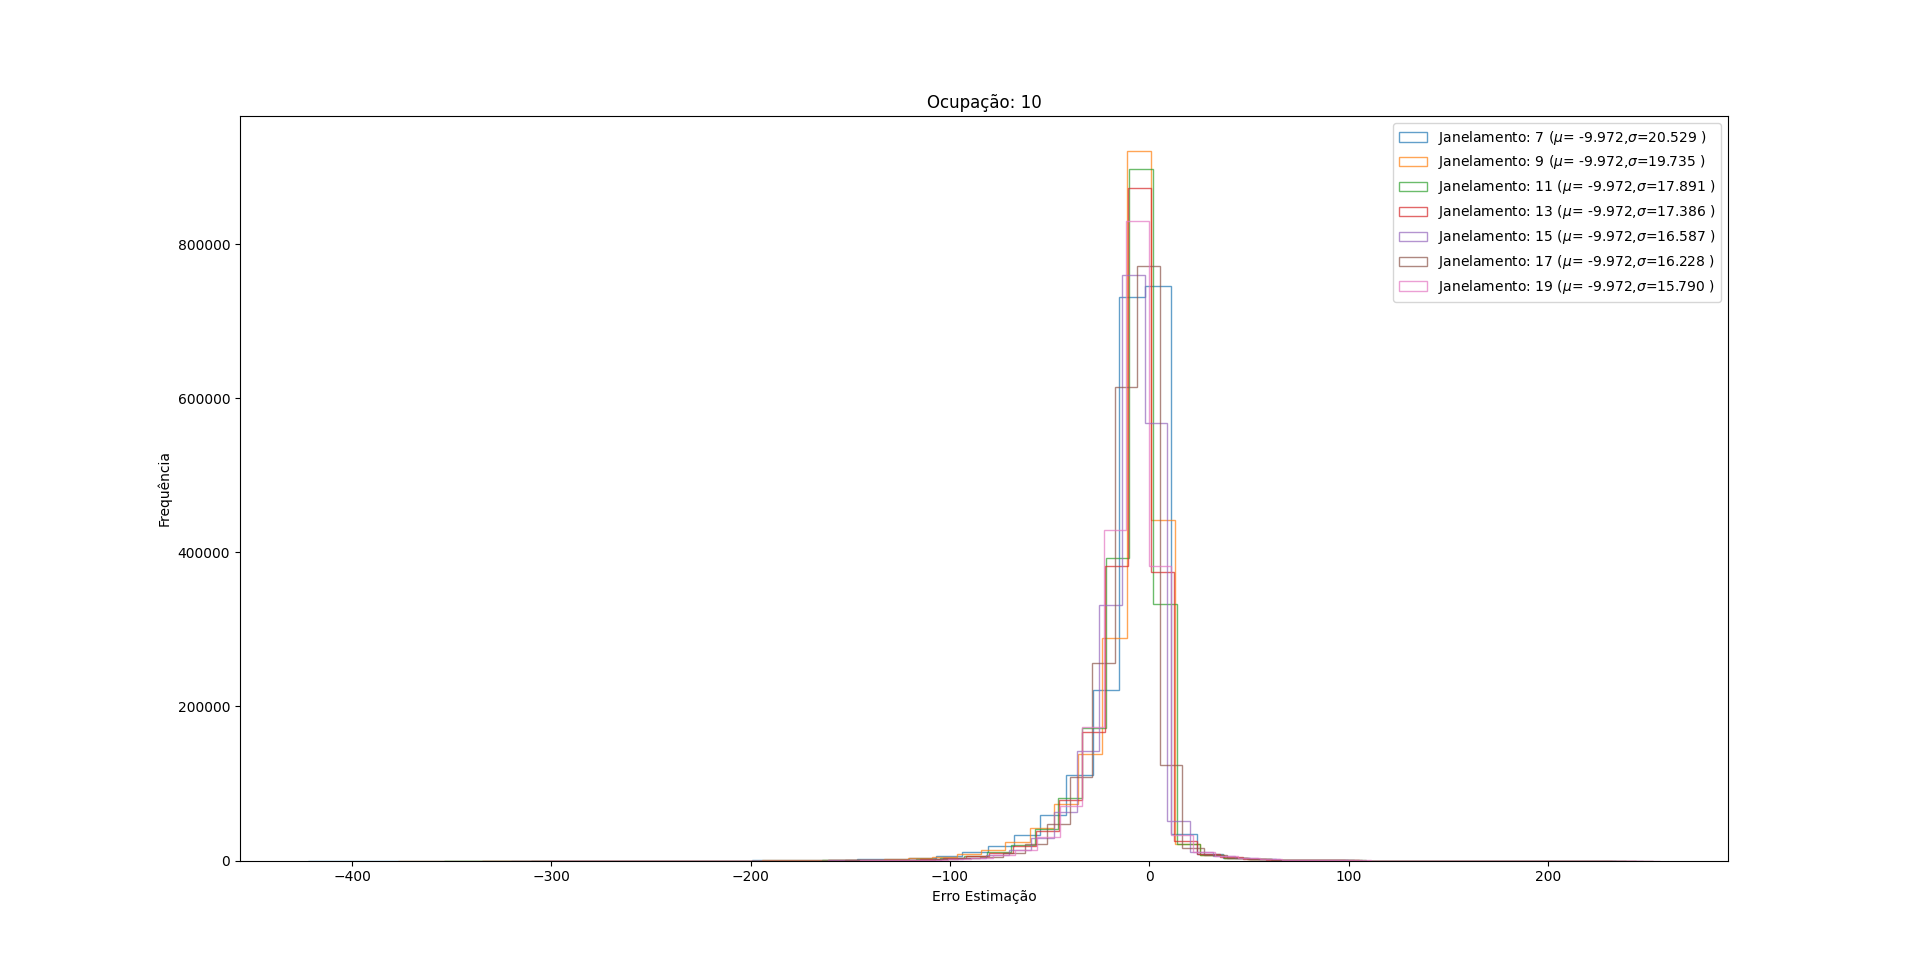 Ocupação: 10
Janelamento: 7 (μ= -9.972,σ=20.529 )
Janelamento: 9 (μ= -9.972,σ=19.735 )
Janelamento: 11 (μ= -9.972,σ=17.891 )
Janelamento: 13 (μ= -9.972,σ=17.386 )
Janelamento: 15 (μ= -9.972,σ=16.587 )
Janelamento: 17 (μ= -9.972,σ=16.228 )
Janelamento: 19 (μ= -9.972,σ=15.790 )
800000
600000
400000
200000
0
Frequência
−400 −300 −200 −100 0 100 200
Erro Estimação